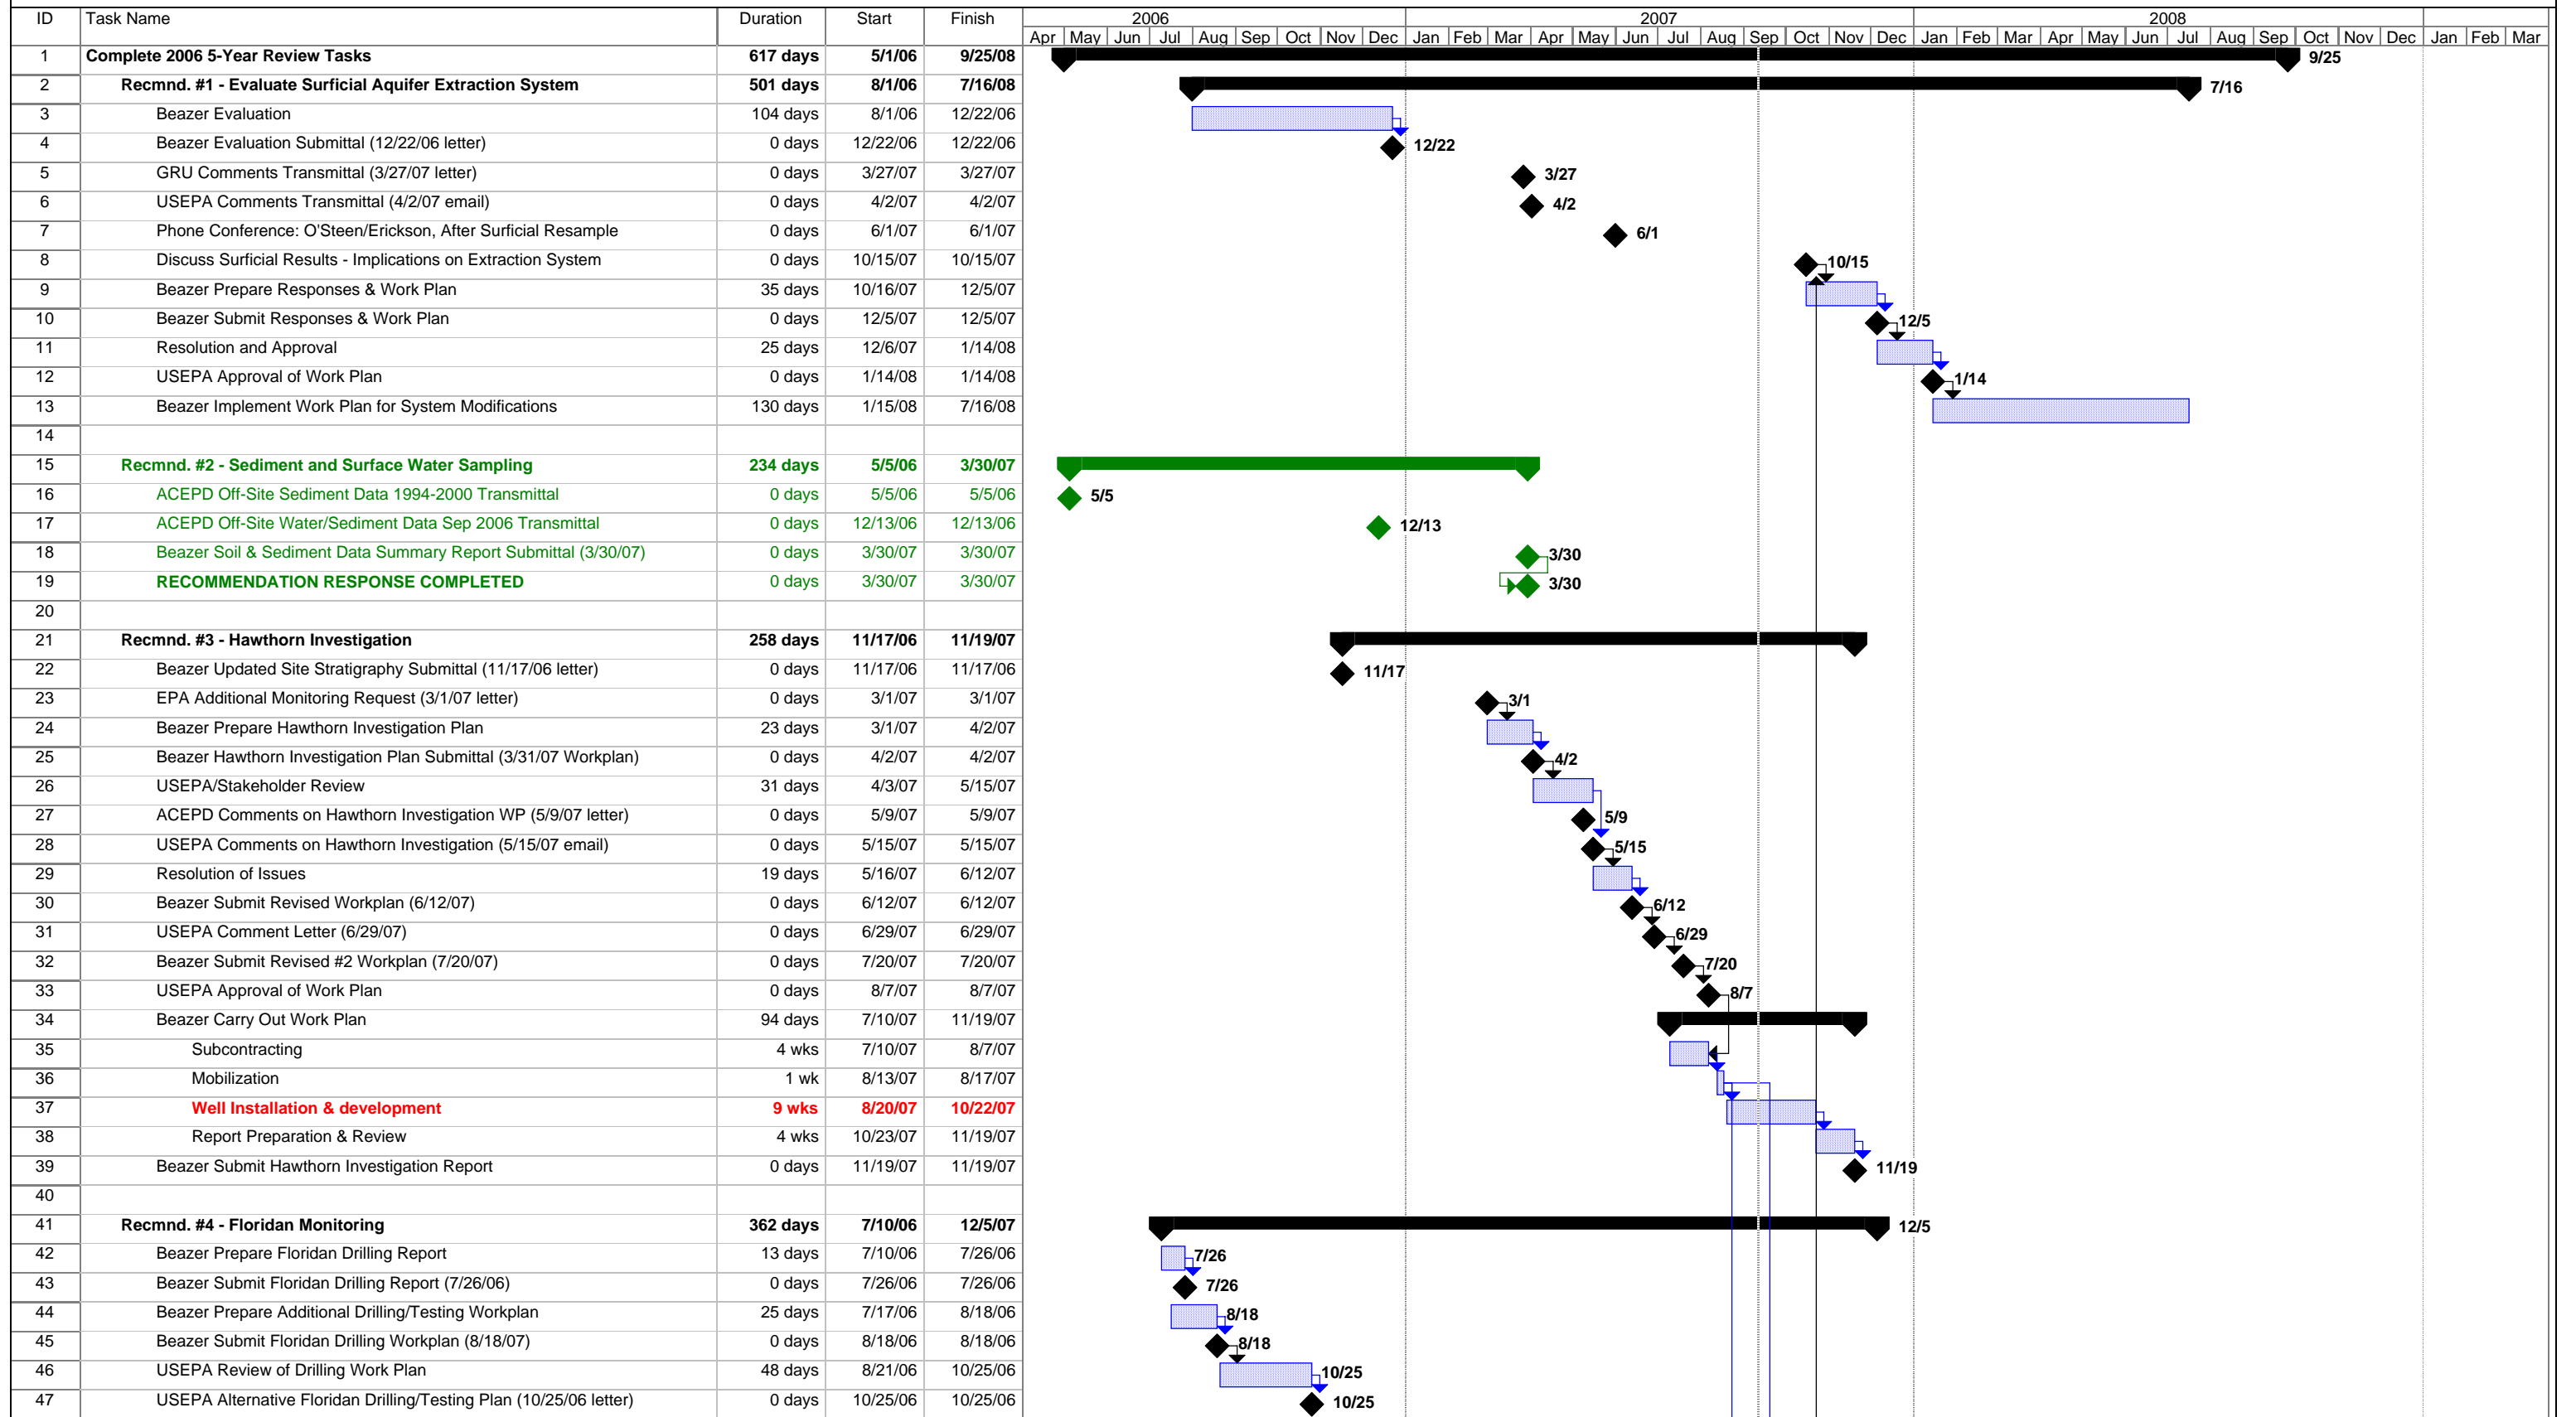 ID Task Name Duration Start Finish 2006 2007 2008
Apr May Jun Jul Aug Sep Oct Nov Dec Jan Feb Mar Apr May Jun Jul Aug Sep Oct Nov Dec Jan Feb Mar Apr May Jun Jul Aug Sep Oct Nov Dec Jan Feb Mar
1 Complete 2006 5-Year Review Tasks 617 days 5/1/06 9/25/08 9/25
2 Recmnd. #1 - Evaluate Surficial Aquifer Extraction System 501 days 8/1/06 7/16/08 7/16
3 Beazer Evaluation 104 days 8/1/06 12/22/06
4 Beazer Evaluation Submittal (12/22/06 letter) 0 days 12/22/06 12/22/06 12/22
5 GRU Comments Transmittal (3/27/07 letter) 0 days 3/27/07 3/27/07 3/27
6 USEPA Comments Transmittal (4/2/07 email) 0 days 4/2/07 4/2/07 4/2
7 Phone Conference: O'Steen/Erickson, After Surficial Resample 0 days 6/1/07 6/1/07 6/1
8 Discuss Surficial Results - Implications on Extraction System 0 days 10/15/07 10/15/07 10/15
9 Beazer Prepare Responses & Work Plan 35 days 10/16/07 12/5/07
10 Beazer Submit Responses & Work Plan 0 days 12/5/07 12/5/07 12/5
11 Resolution and Approval 25 days 12/6/07 1/14/08
12 USEPA Approval of Work Plan 0 days 1/14/08 1/14/08 1/14
13 Beazer Implement Work Plan for System Modifications 130 days 1/15/08 7/16/08
14
15 Recmnd. #2 - Sediment and Surface Water Sampling 234 days 5/5/06 3/30/07
16 ACEPD Off-Site Sediment Data 1994-2000 Transmittal 0 days 5/5/06 5/5/06 5/5
17 ACEPD Off-Site Water/Sediment Data Sep 2006 Transmittal 0 days 12/13/06 12/13/06 12/13
18 Beazer Soil & Sediment Data Summary Report Submittal (3/30/07) 0 days 3/30/07 3/30/07 3/30
19 RECOMMENDATION RESPONSE COMPLETED 0 days 3/30/07 3/30/07 3/30
20
21 Recmnd. #3 - Hawthorn Investigation 258 days 11/17/06 11/19/07
22 Beazer Updated Site Stratigraphy Submittal (11/17/06 letter) 0 days 11/17/06 11/17/06 11/17
23 EPA Additional Monitoring Request (3/1/07 letter) 0 days 3/1/07 3/1/07 3/1
24 Beazer Prepare Hawthorn Investigation Plan 23 days 3/1/07 4/2/07
25 Beazer Hawthorn Investigation Plan Submittal (3/31/07 Workplan) 0 days 4/2/07 4/2/07 4/2
26 USEPA/Stakeholder Review 31 days 4/3/07 5/15/07
27 ACEPD Comments on Hawthorn Investigation WP (5/9/07 letter) 0 days 5/9/07 5/9/07 5/9
28 USEPA Comments on Hawthorn Investigation (5/15/07 email) 0 days 5/15/07 5/15/07 5/15
29 Resolution of Issues 19 days 5/16/07 6/12/07
30 Beazer Submit Revised Workplan (6/12/07) 0 days 6/12/07 6/12/07 6/12
31 USEPA Comment Letter (6/29/07) 0 days 6/29/07 6/29/07 6/29
32 Beazer Submit Revised #2 Workplan (7/20/07) 0 days 7/20/07 7/20/07 7/20
33 USEPA Approval of Work Plan 0 days 8/7/07 8/7/07 8/7
34 Beazer Carry Out Work Plan 94 days 7/10/07 11/19/07
35 Subcontracting 4 wks 7/10/07 8/7/07
36 Mobilization 1 wk 8/13/07 8/17/07
37 Well Installation & development 9 wks 8/20/07 10/22/07
38 Report Preparation & Review 4 wks 10/23/07 11/19/07
39 Beazer Submit Hawthorn Investigation Report 0 days 11/19/07 11/19/07 11/19
40
41 Recmnd. #4 - Floridan Monitoring 362 days 7/10/06 12/5/07 12/5
42 Beazer Prepare Floridan Drilling Report 13 days 7/10/06 7/26/06 7/26
43 Beazer Submit Floridan Drilling Report (7/26/06) 0 days 7/26/06 7/26/06 7/26
44 Beazer Prepare Additional Drilling/Testing Workplan 25 days 7/17/06 8/18/06 8/18
45 Beazer Submit Floridan Drilling Workplan (8/18/07) 0 days 8/18/06 8/18/06 8/18
46 USEPA Review of Drilling Work Plan 48 days 8/21/06 10/25/06 10/25
47 USEPA Alternative Floridan Drilling/Testing Plan (10/25/06 letter) 0 days 10/25/06 10/25/06 10/25